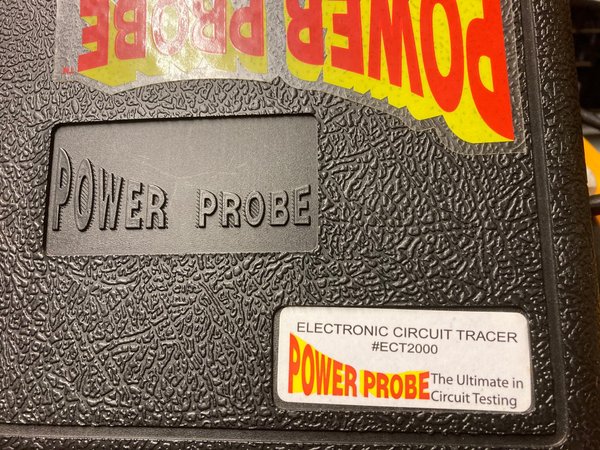 POWER PROBE
POWER PROBE
ELECTRONIC CIRCUIT TRACER
#ECT2000
POWER PROBE The Ultimate in
Circuit Testing